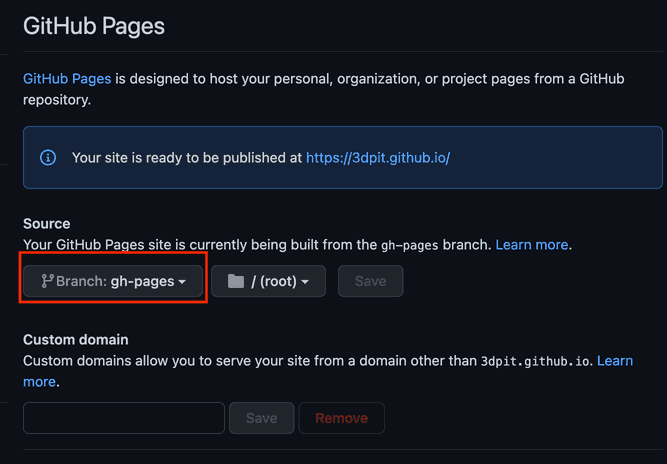 GitHub Pages
GitHub Pages is designed to host your personal, organization, or project pages from a GitHub
repository.
Your site is ready to be published at https://3dpit.github.io/
Source
Your GitHub Pages site is currently being built from the gh-pages branch. Learn more.
Branch: gh-pages / (root) Save
Custom domain
Custom domains allow you to serve your site from a domain other than 3dpit.github.io. Learn
more.
Save Remove